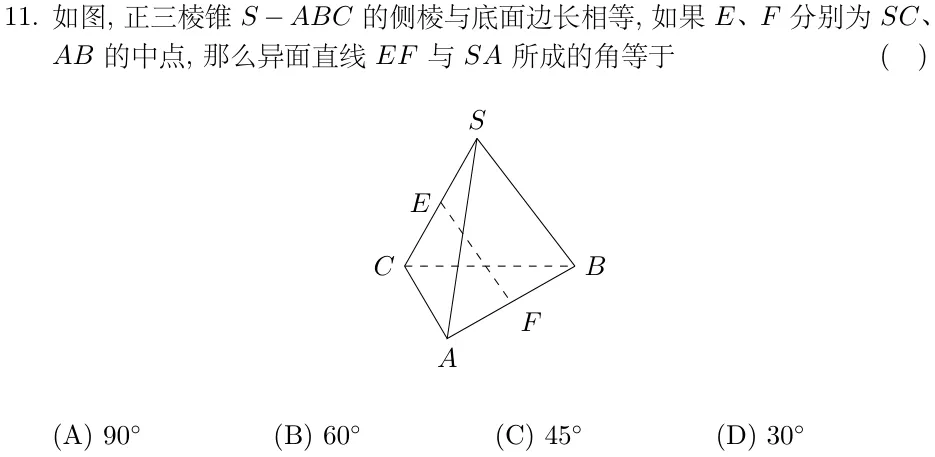 11. 如图, 正三棱锥 S − ABC 的侧棱与底面边长相等, 如果 E、F 分别为 SC、
AB 的中点, 那么异面直线 EF 与 SA 所成的角等于 ( )
S
E
C
B
F
A
(A) 90° (B) 60° (C) 45° (D) 30°